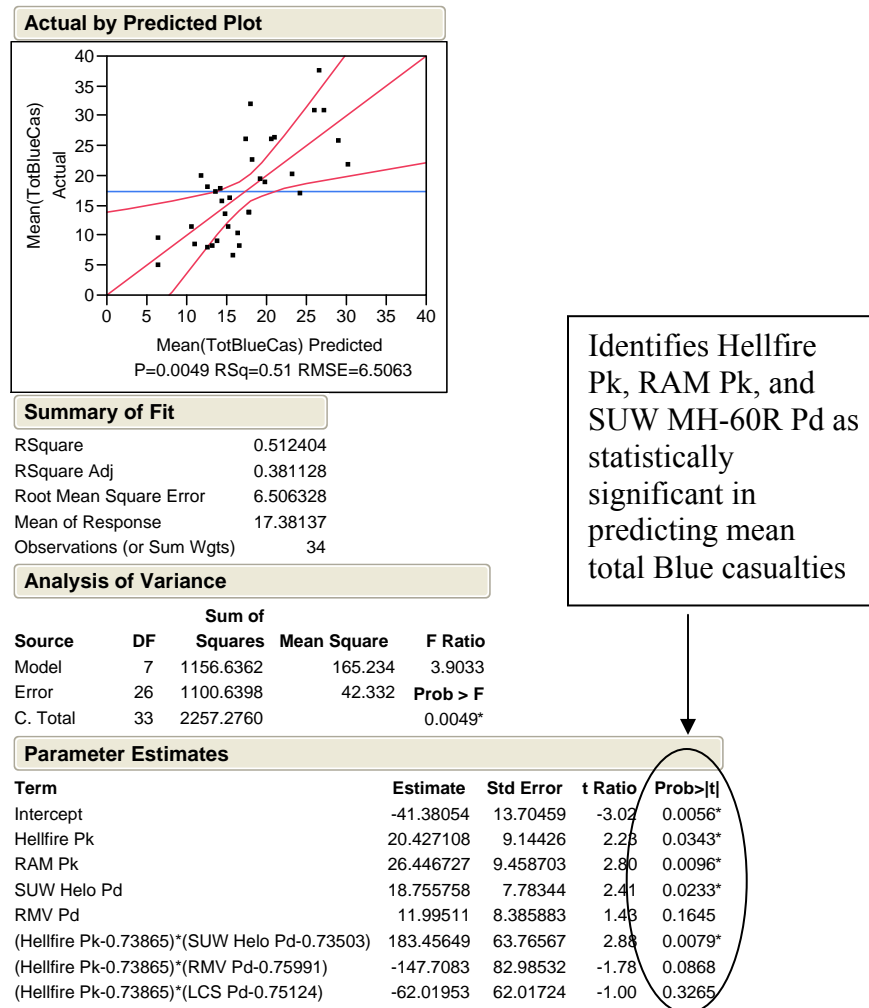 Actual by Predicted Plot
40
35
30
25
20
15
10
5
0
Mean(TotBlueCas)
Actual
0 5 10 15 20 25 30 35 40
Mean(TotBlueCas) Predicted
P=0.0049 RSq=0.51 RMSE=6.5063
Summary of Fit
RSquare 0.512404
RSquare Adj 0.381128
Root Mean Square Error 6.506328
Mean of Response 17.38137
Observations (or Sum Wgts) 34
Analysis of Variance
Sum of
Source DF Squares Mean Square F Ratio
Model 7 1156.6362 165.234 3.9033
Error 26 1100.6398 42.332 Prob > F
C. Total 33 2257.2760 0.0049*
Parameter Estimates
Term Estimate Std Error t Ratio Prob>|t|
Intercept -41.38054 13.70459 -3.02 0.0056*
Hellfire Pk 20.427108 9.14426 2.23 0.0343*
RAM Pk 26.446727 9.458703 2.80 0.0096*
SUW Helo Pd 18.755758 7.78344 2.41 0.0233*
RMV Pd 11.99511 8.385883 1.43 0.1645
(Hellfire Pk-0.73865)*(SUW Helo Pd-0.73503) 183.45649 63.76567 2.88 0.0079*
(Hellfire Pk-0.73865)*(RMV Pd-0.75991) -147.7083 82.98532 -1.78 0.0868
(Hellfire Pk-0.73865)*(LCS Pd-0.75124) -62.01953 62.01724 -1.00 0.3265
Identifies Hellfire
Pk, RAM Pk, and
SUW MH-60R Pd as
statistically
significant in
predicting mean
total Blue casualties